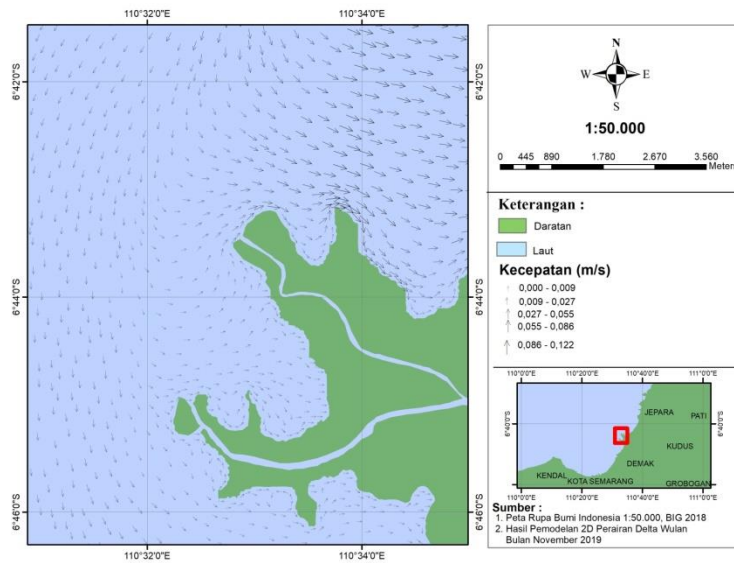 110°32'0"E 110°34'0"E
6°42'0"S 6°42'0"S
6°44'0"S 6°44'0"S
6°46'0"S 6°46'0"S
110°32'0"E 110°34'0"E
N
W E
S
1:50.000
0 445 890 1.780 2.670 3.560
Meters
Keterangan :
Daratan
Laut
Kecepatan (m/s)
0,000 - 0,009
0,009 - 0,027
0,027 - 0,055
0,055 - 0,086
0,086 - 0,122
110°0'0"E 110°20'0"E 110°40'0"E 111°0'0"E
6°40'0"S 6°40'0"S
JEPARA PATI
KUDUS
DEMAK
KENDAL
KOTA SEMARANG GROBOGAN
110°0'0"E 110°20'0"E 110°40'0"E 111°0'0"E
Sumber :
1. Peta Rupa Bumi Indonesia 1:50.000, BIG 2018
2. Hasil Pemodelan 2D Perairan Delta Wulan
Bulan November 2019